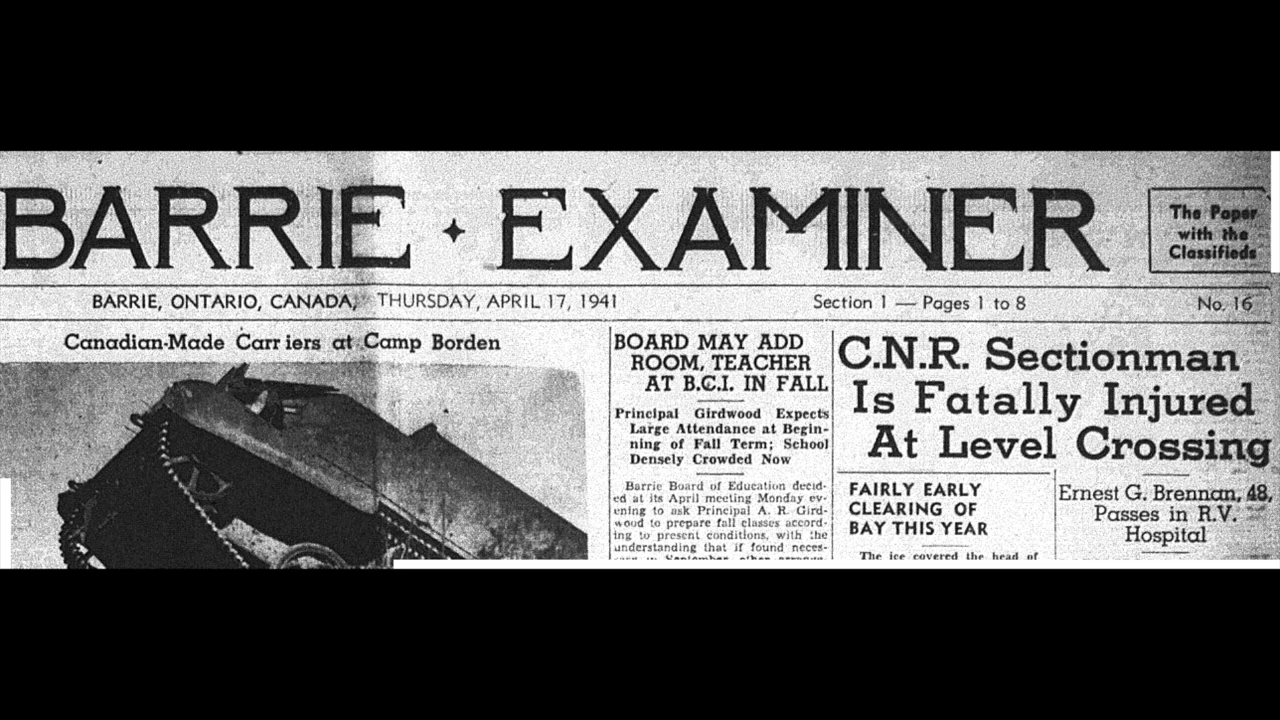 BARRIE ✦ EXAMINER
The Paper
with the
Classifieds
BARRIE, ONTARIO, CANADA, THURSDAY, APRIL 17, 1941
Section 1 — Pages 1 to 8
No. 16
Canadian-Made Carriers at Camp Borden
BOARD MAY ADD
ROOM, TEACHER
AT B.C.I. IN FALL
Principal Girdwood Expects
Large Attendance at Begin-
ning of Fall Term; School
Densely Crowded Now
Barrie Board of Education decid-
ed at its April meeting Monday ev-
ening to ask Principal A. R. Gird-
wood to prepare fall classes accord-
ing to present conditions, with the
understanding that if found neces-
September, other
C.N.R. Sectionman
Is Fatally Injured
At Level Crossing
FAIRLY EARLY
CLEARING OF
BAY THIS YEAR
The ice covered the head of
Ernest G. Brennan, 48,
Passes in R.V.
Hospital